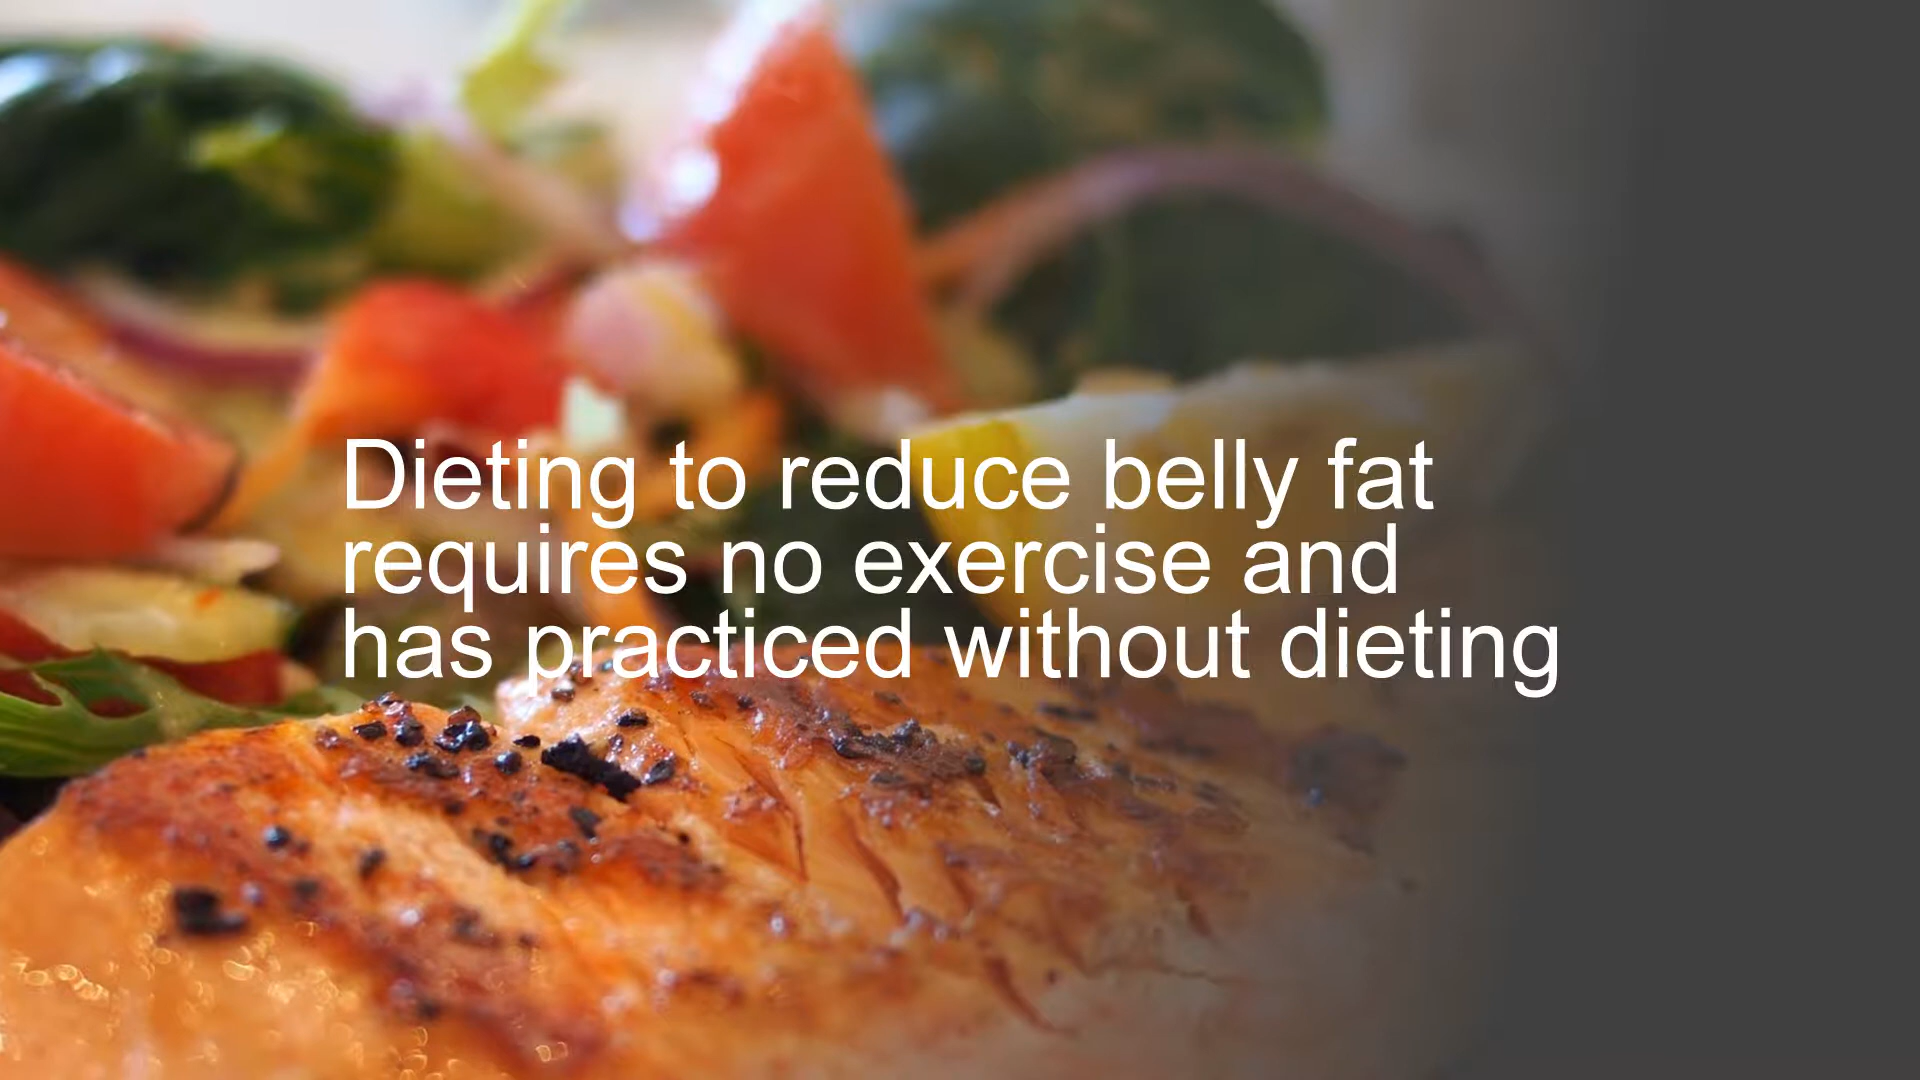 Dieting to reduce belly fat
requires no exercise and
has practiced without dieting